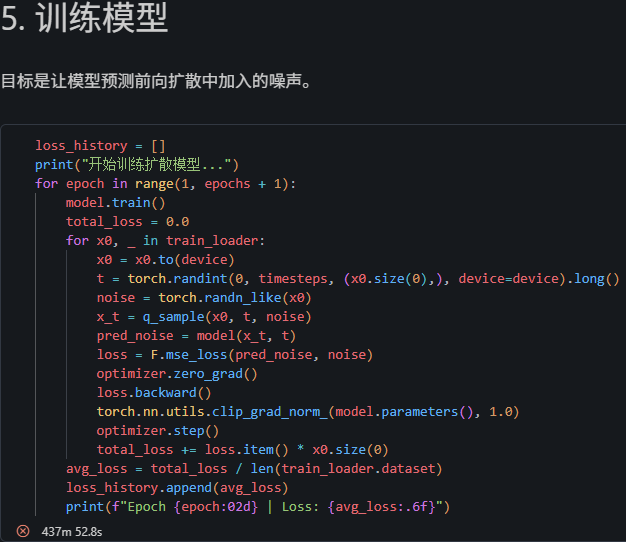 5. 训练模型
目标是让模型预测前向扩散中加入的噪声。
loss_history = []
print("开始训练扩散模型...")
for epoch in range(1, epochs + 1):
    model.train()
    total_loss = 0.0
    for x0, _ in train_loader:
        x0 = x0.to(device)
        t = torch.randint(0, timesteps, (x0.size(0),), device=device).long()
        noise = torch.randn_like(x0)
        x_t = q_sample(x0, t, noise)
        pred_noise = model(x_t, t)
        loss = F.mse_loss(pred_noise, noise)
        optimizer.zero_grad()
        loss.backward()
        torch.nn.utils.clip_grad_norm_(model.parameters(), 1.0)
        optimizer.step()
        total_loss += loss.item() * x0.size(0)
    avg_loss = total_loss / len(train_loader.dataset)
    loss_history.append(avg_loss)
    print(f"Epoch {epoch:02d} | Loss: {avg_loss:.6f}")
437m 52.8s